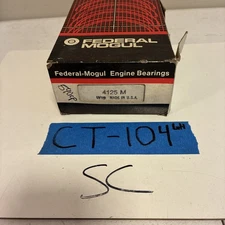 FEDERAL
MOGUL
Federal-Mogul Engine Bearings
4125 M
MADE IN U.S.A.
CT-104
SC